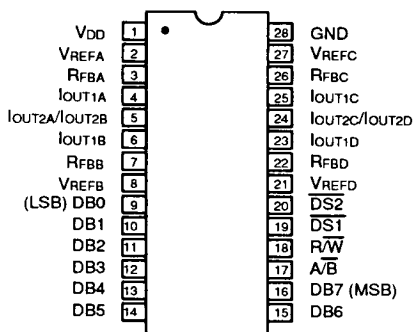 VDD 1 28 GND
VREFA 2 27 VREFC
RFBA 3 26 RFBC
IOUT1A 4 25 IOUT1C
IOUT2A/IOUT2B 5 24 IOUT2C/IOUT2D
IOUT1B 6 23 IOUT1D
RFBB 7 22 RFBD
VREFB 8 21 VREFD
(LSB) DB0 9 20 D̅S̅2̅
DB1 10 19 D̅S̅1̅
DB2 11 18 R/W̅
DB3 12 17 A/B̅
DB4 13 16 DB7 (MSB)
DB5 14 15 DB6